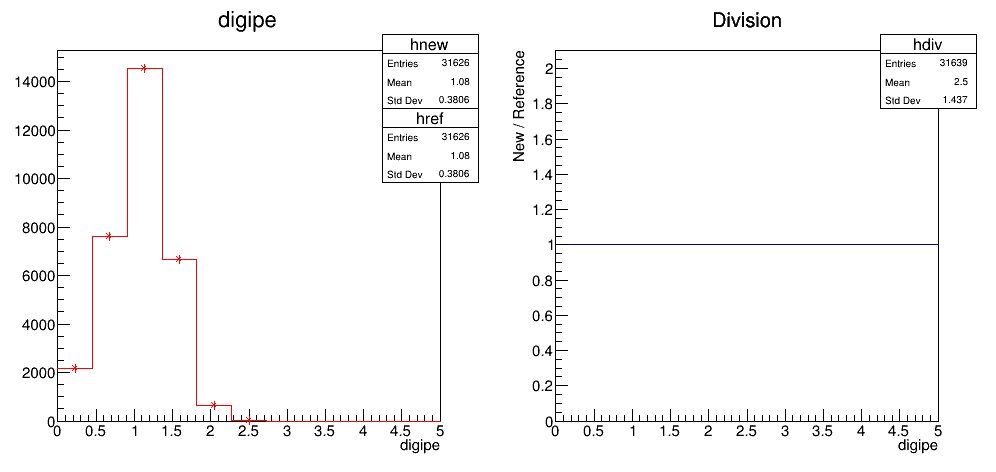 digipe
hnew
Entries 31626
Mean 1.08
Std Dev 0.3806
href
Entries 31626
Mean 1.08
Std Dev 0.3806
14000
12000
10000
8000
6000
4000
2000
0
0 0.5 1 1.5 2 2.5 3 3.5 4 4.5 5
digipe
Division
hdiv
Entries 31639
Mean 2.5
Std Dev 1.437
New / Reference
2
1.8
1.6
1.4
1.2
1
0.8
0.6
0.4
0.2
0
0 0.5 1 1.5 2 2.5 3 3.5 4 4.5 5
digipe